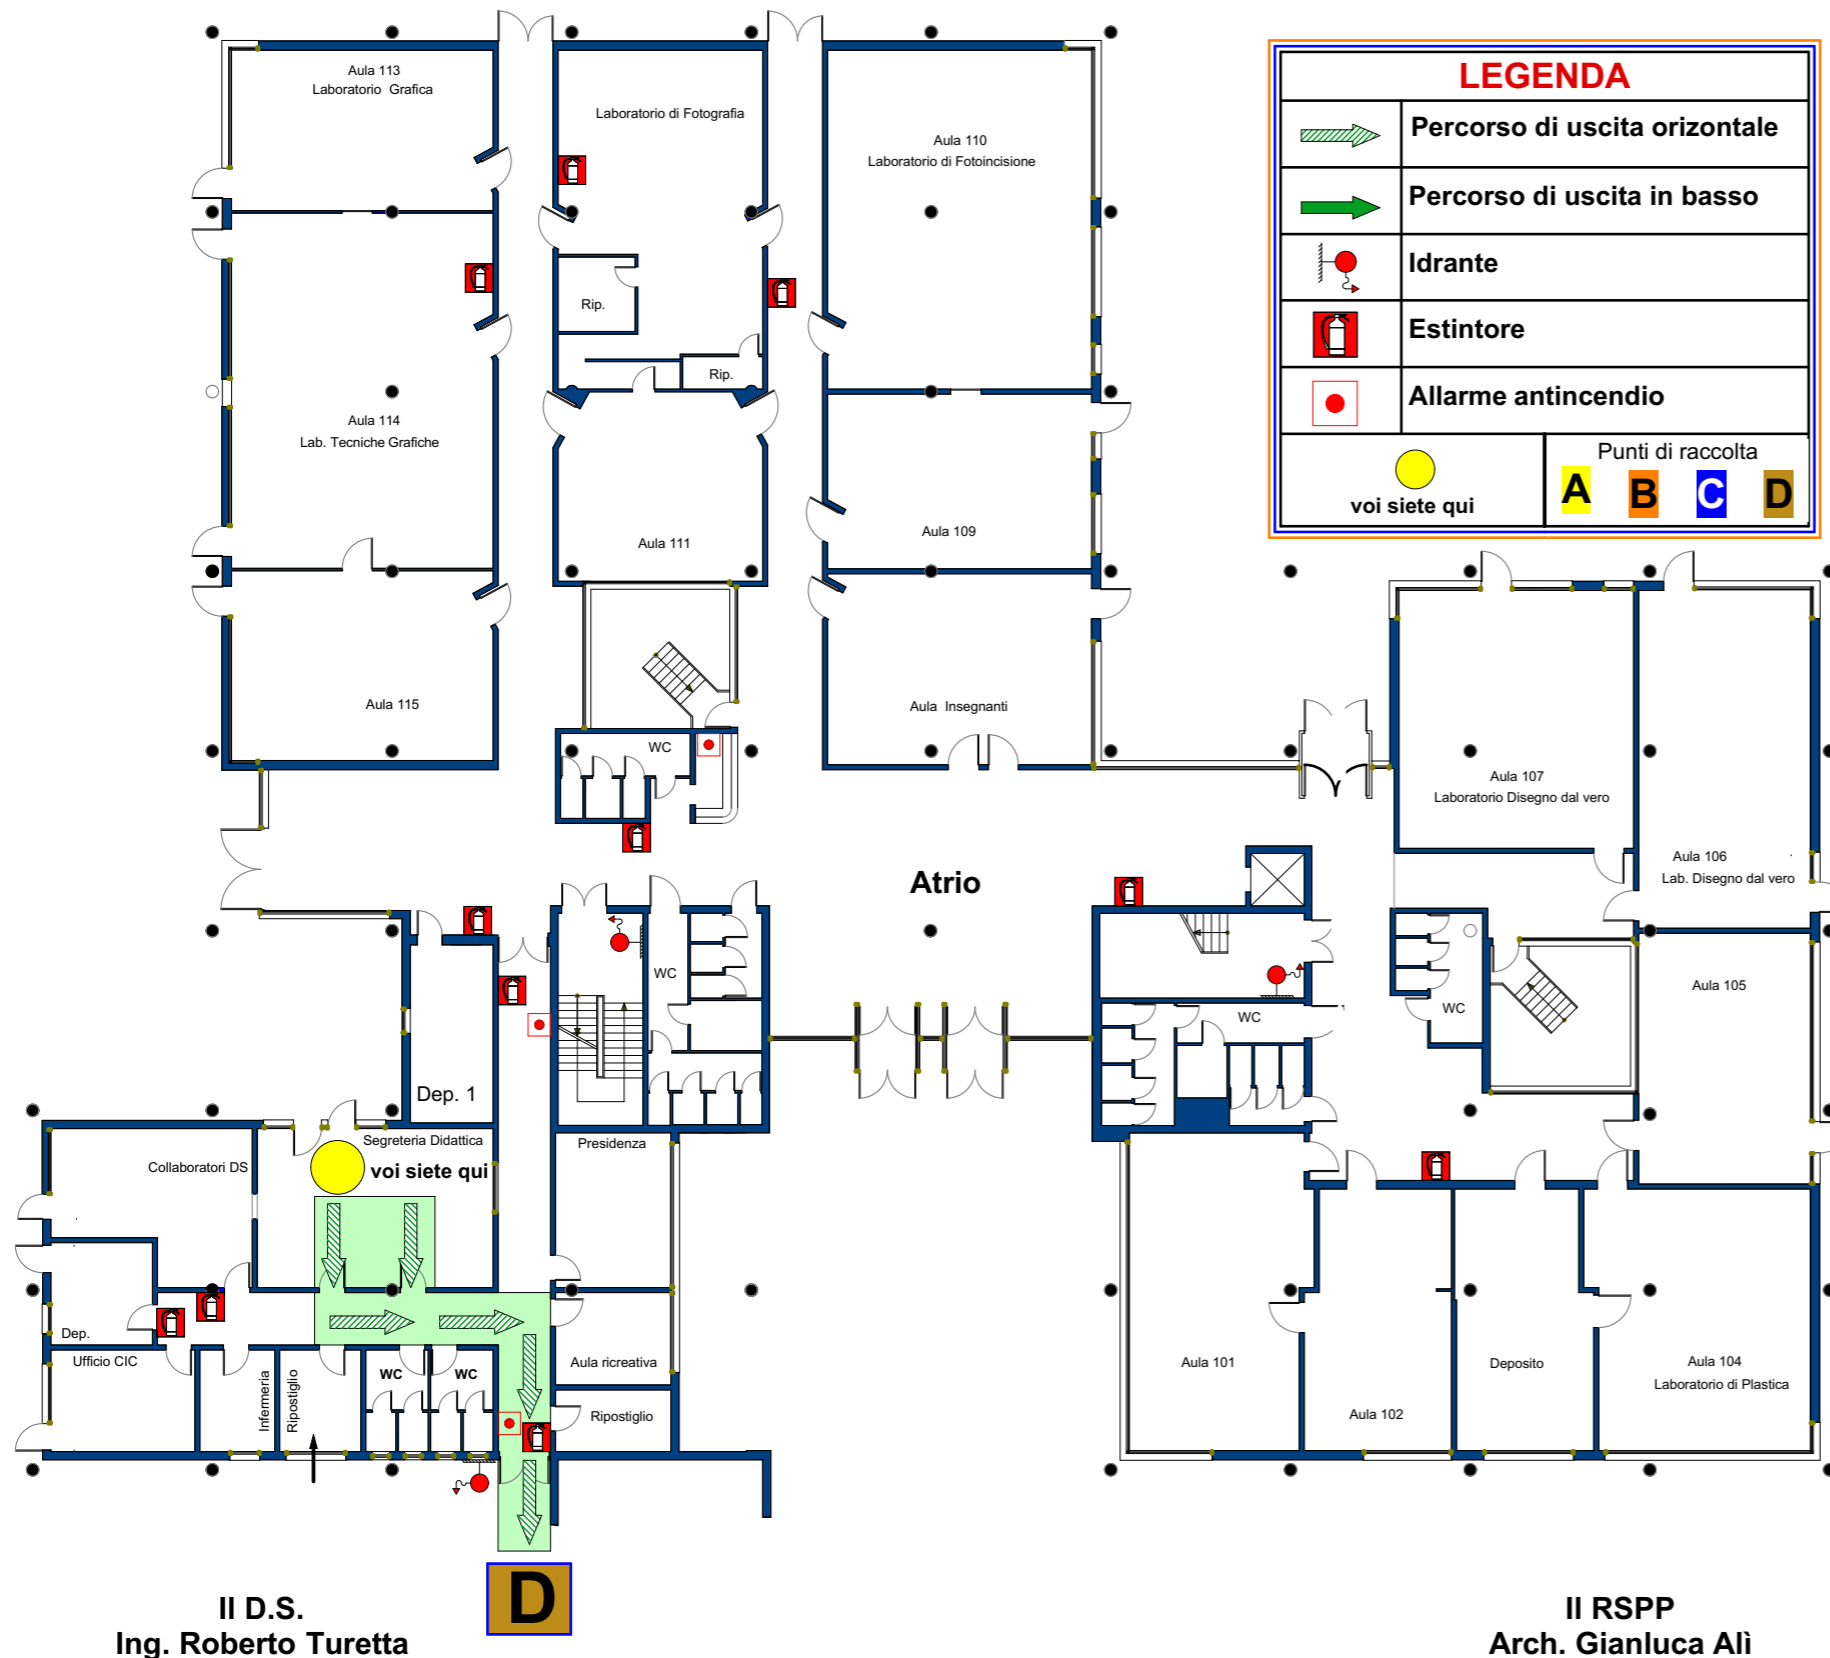 Aula 113
Laboratorio Grafica
Laboratorio di Fotografia
Aula 110
Laboratorio di Fotoincisione
LEGENDA
Percorso di uscita orizontale
Percorso di uscita in basso
Idrante
Estintore
Allarme antincendio
voi siete qui
Punti di raccolta
A B C D
Rip.
Rip.
Aula 114
Lab. Tecniche Grafiche
Aula 111
Aula 109
Aula 115
Aula Insegnanti
WC
Aula 107
Laboratorio Disegno dal vero
Aula 106
Lab. Disegno dal vero
Atrio
WC
WC
WC
Aula 105
Dep. 1
Segreteria Didattica
voi siete qui
Collaboratori DS
Presidenza
Dep.
Ufficio CIC
Infermeria
Ripostiglio
WC
WC
Aula ricreativa
Ripostiglio
Aula 101
Aula 102
Deposito
Aula 104
Laboratorio di Plastica
D
Il D.S.
Ing. Roberto Turetta
Il RSPP
Arch. Gianluca Alì